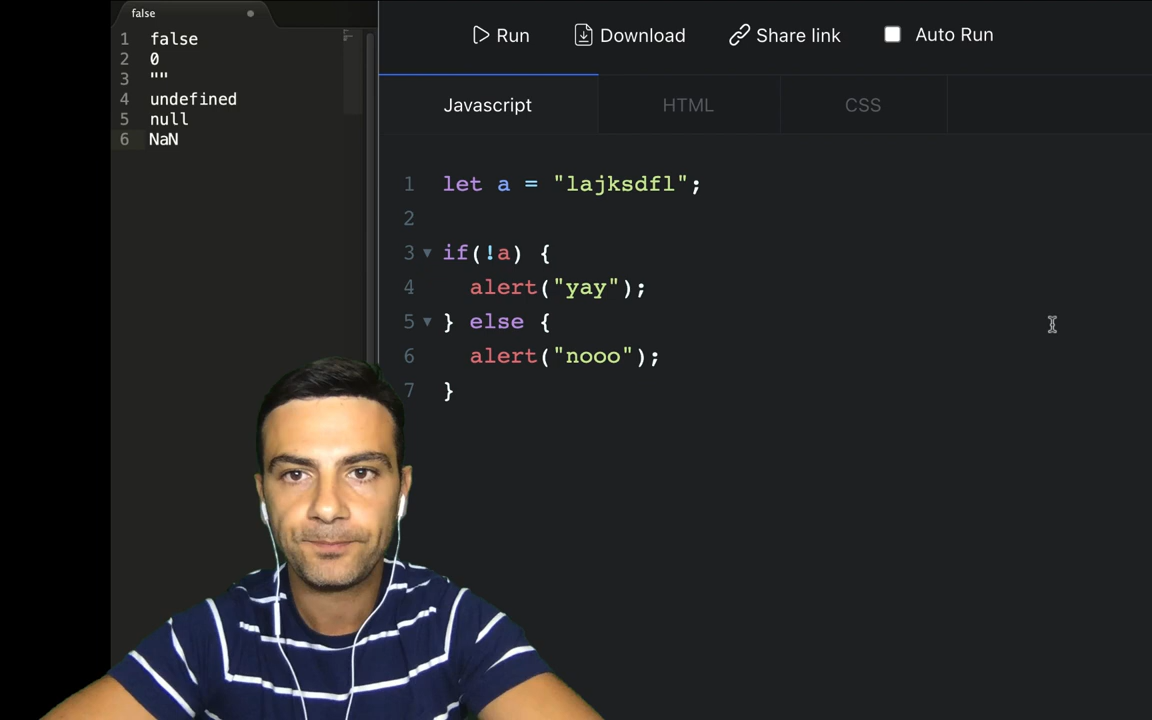 false
1 false
2 0
3 ""
4 undefined
5 null
6 NaN
Run Download Share link Auto Run
Javascript HTML CSS
1 let a = "lajksdfl";
2
3 if(!a) {
4 alert("yay");
5 } else {
6 alert("nooo");
7 }